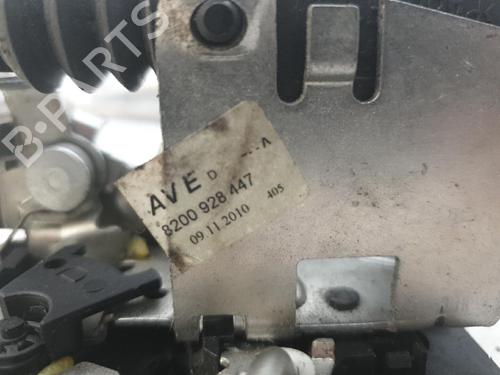 B-PARTS
AVE D --- A
8200 928 447
09 11 2010 405